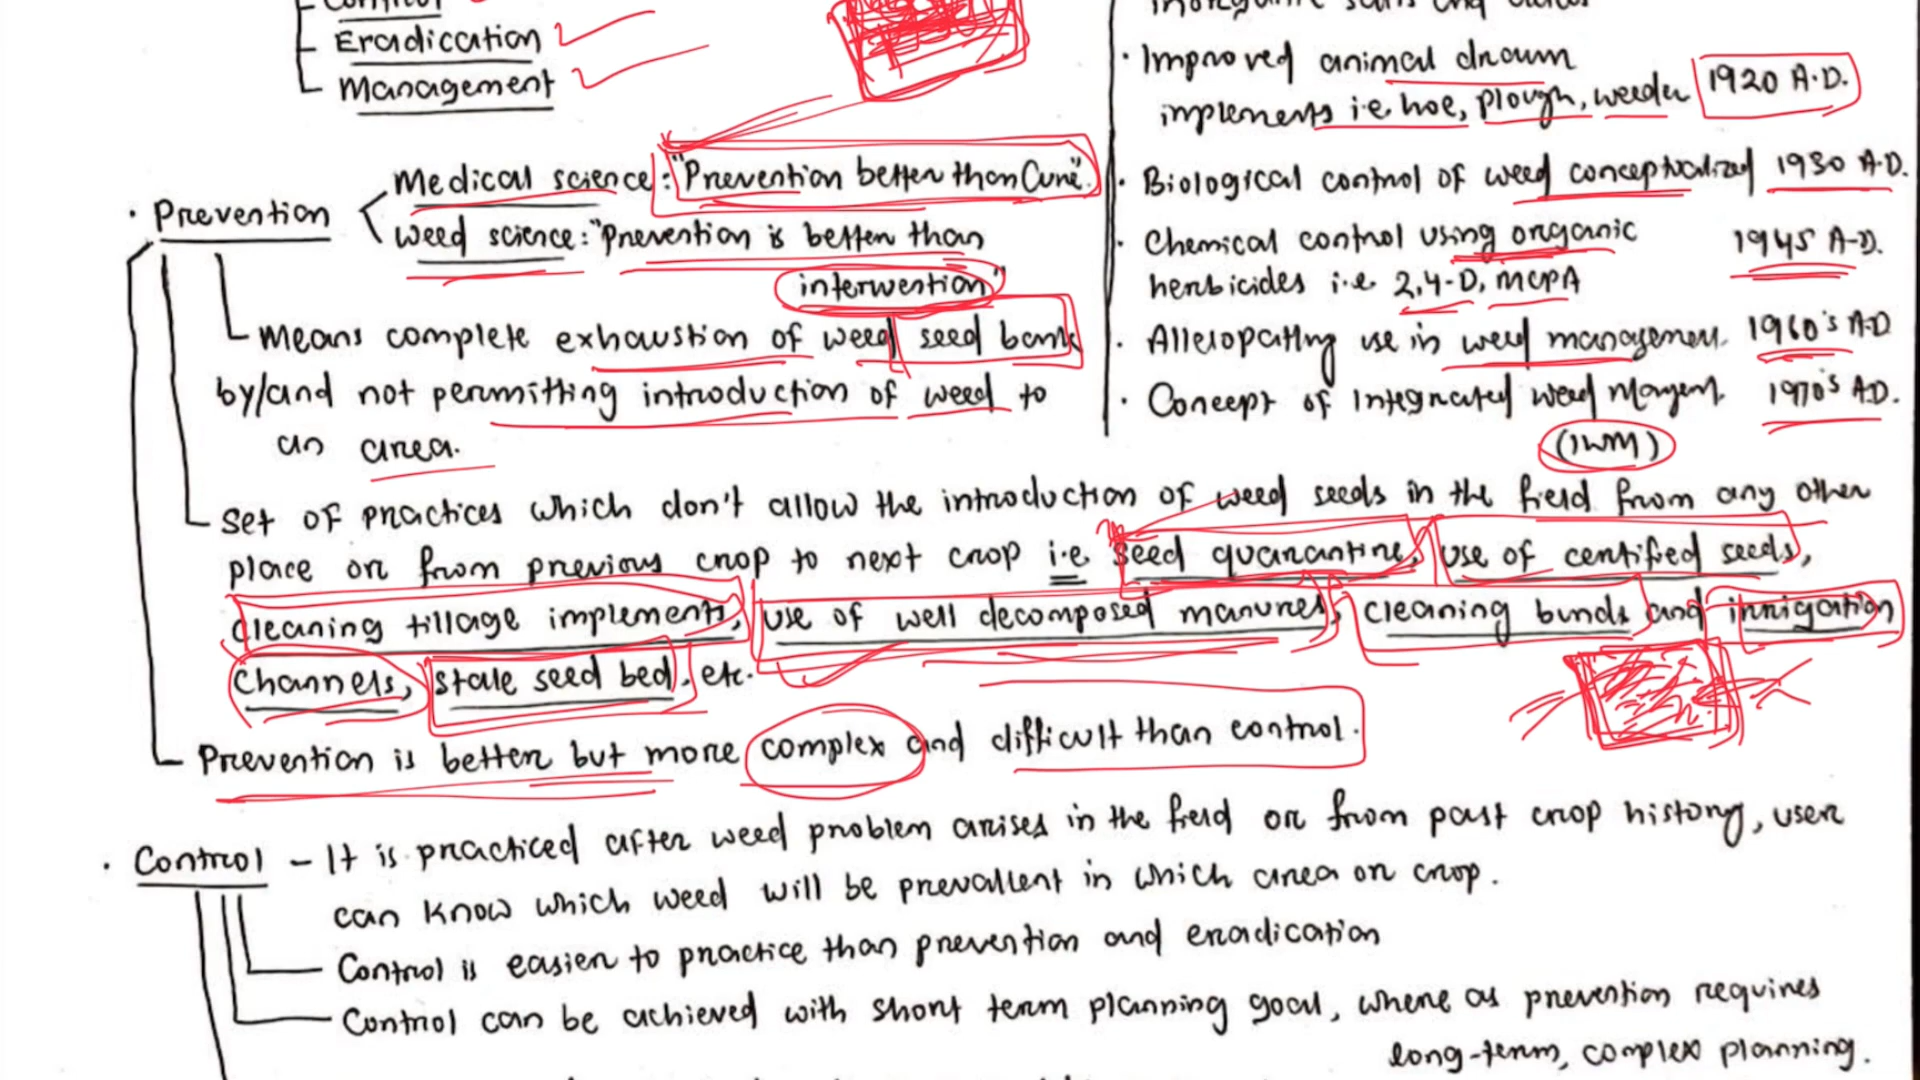 Control
Eradication
Management
· Prevention
Medical science: "Prevention better than Cure".
Weed science: "Prevention is better than
intervention"
Means complete exhaustion of weed seed bank
by/and not permitting introduction of weed to
an area.
Set of practices which don't allow the introduction of weed seeds in the field from any other
place or from previous crop to next crop i.e. seed quarantine, use of certified seeds,
cleaning tillage implements, use of well decomposed manures, cleaning bunds and irrigation
channels, stale seed bed, etc.
Prevention is better but more complex and difficult than control.
· Control – It is practiced after weed problem arises in the field or from past crop history, user
can know which weed will be prevallent in which area or crop.
Control is easier to practice than prevention and eradication
Control can be achieved with short term planning goal, where as prevention requires
long-term, complex planning.
inorganic salts and
· Improved animal drawn
implements i.e. hoe, plough, weeder 1920 A.D.
· Biological control of weed conceptualized 1930 A.D.
· Chemical control using organic 1945 A.D.
herbicides i.e 2,4-D, MCPA
· Allelopathy use in weed management. 1960's A.D
· Concept of Integrated Weed 1970's A.D.
(IWM)